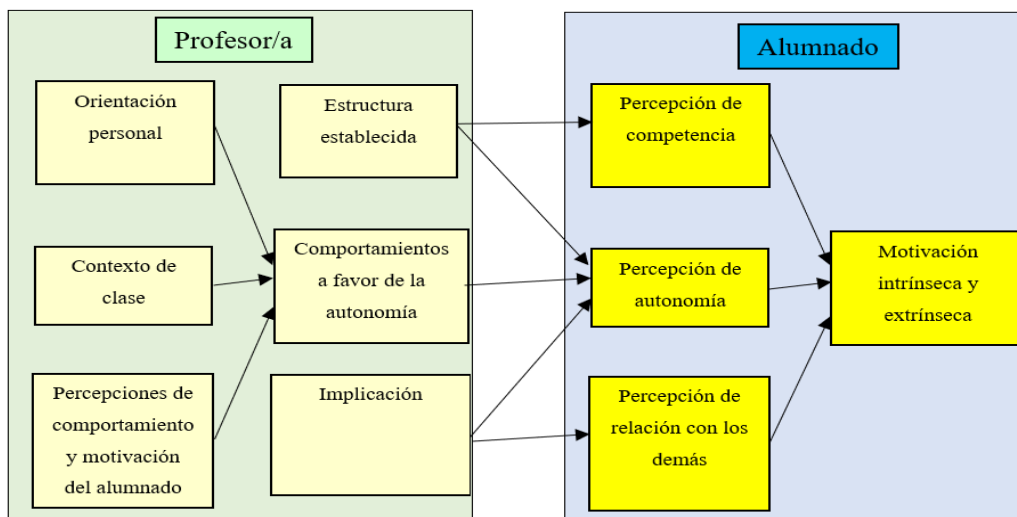 Profesor/a
Alumnado
Orientación
personal
Estructura
establecida
Percepción de
competencia
Contexto de
clase
Comportamientos
a favor de la
autonomía
Percepción de
autonomía
Motivación
intrínseca y
extrínseca
Percepciones de
comportamiento
y motivación
del alumnado
Implicación
Percepción de
relación con los
demás